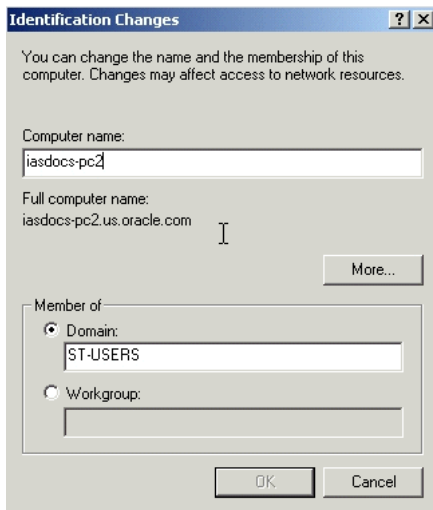 Identification Changes
You can change the name and the membership of this
computer. Changes may affect access to network resources.
Computer name:
iasdocs-pc2
Full computer name:
iasdocs-pc2.us.oracle.com
More...
Member of
Domain:
ST-USERS
Workgroup:
OK Cancel